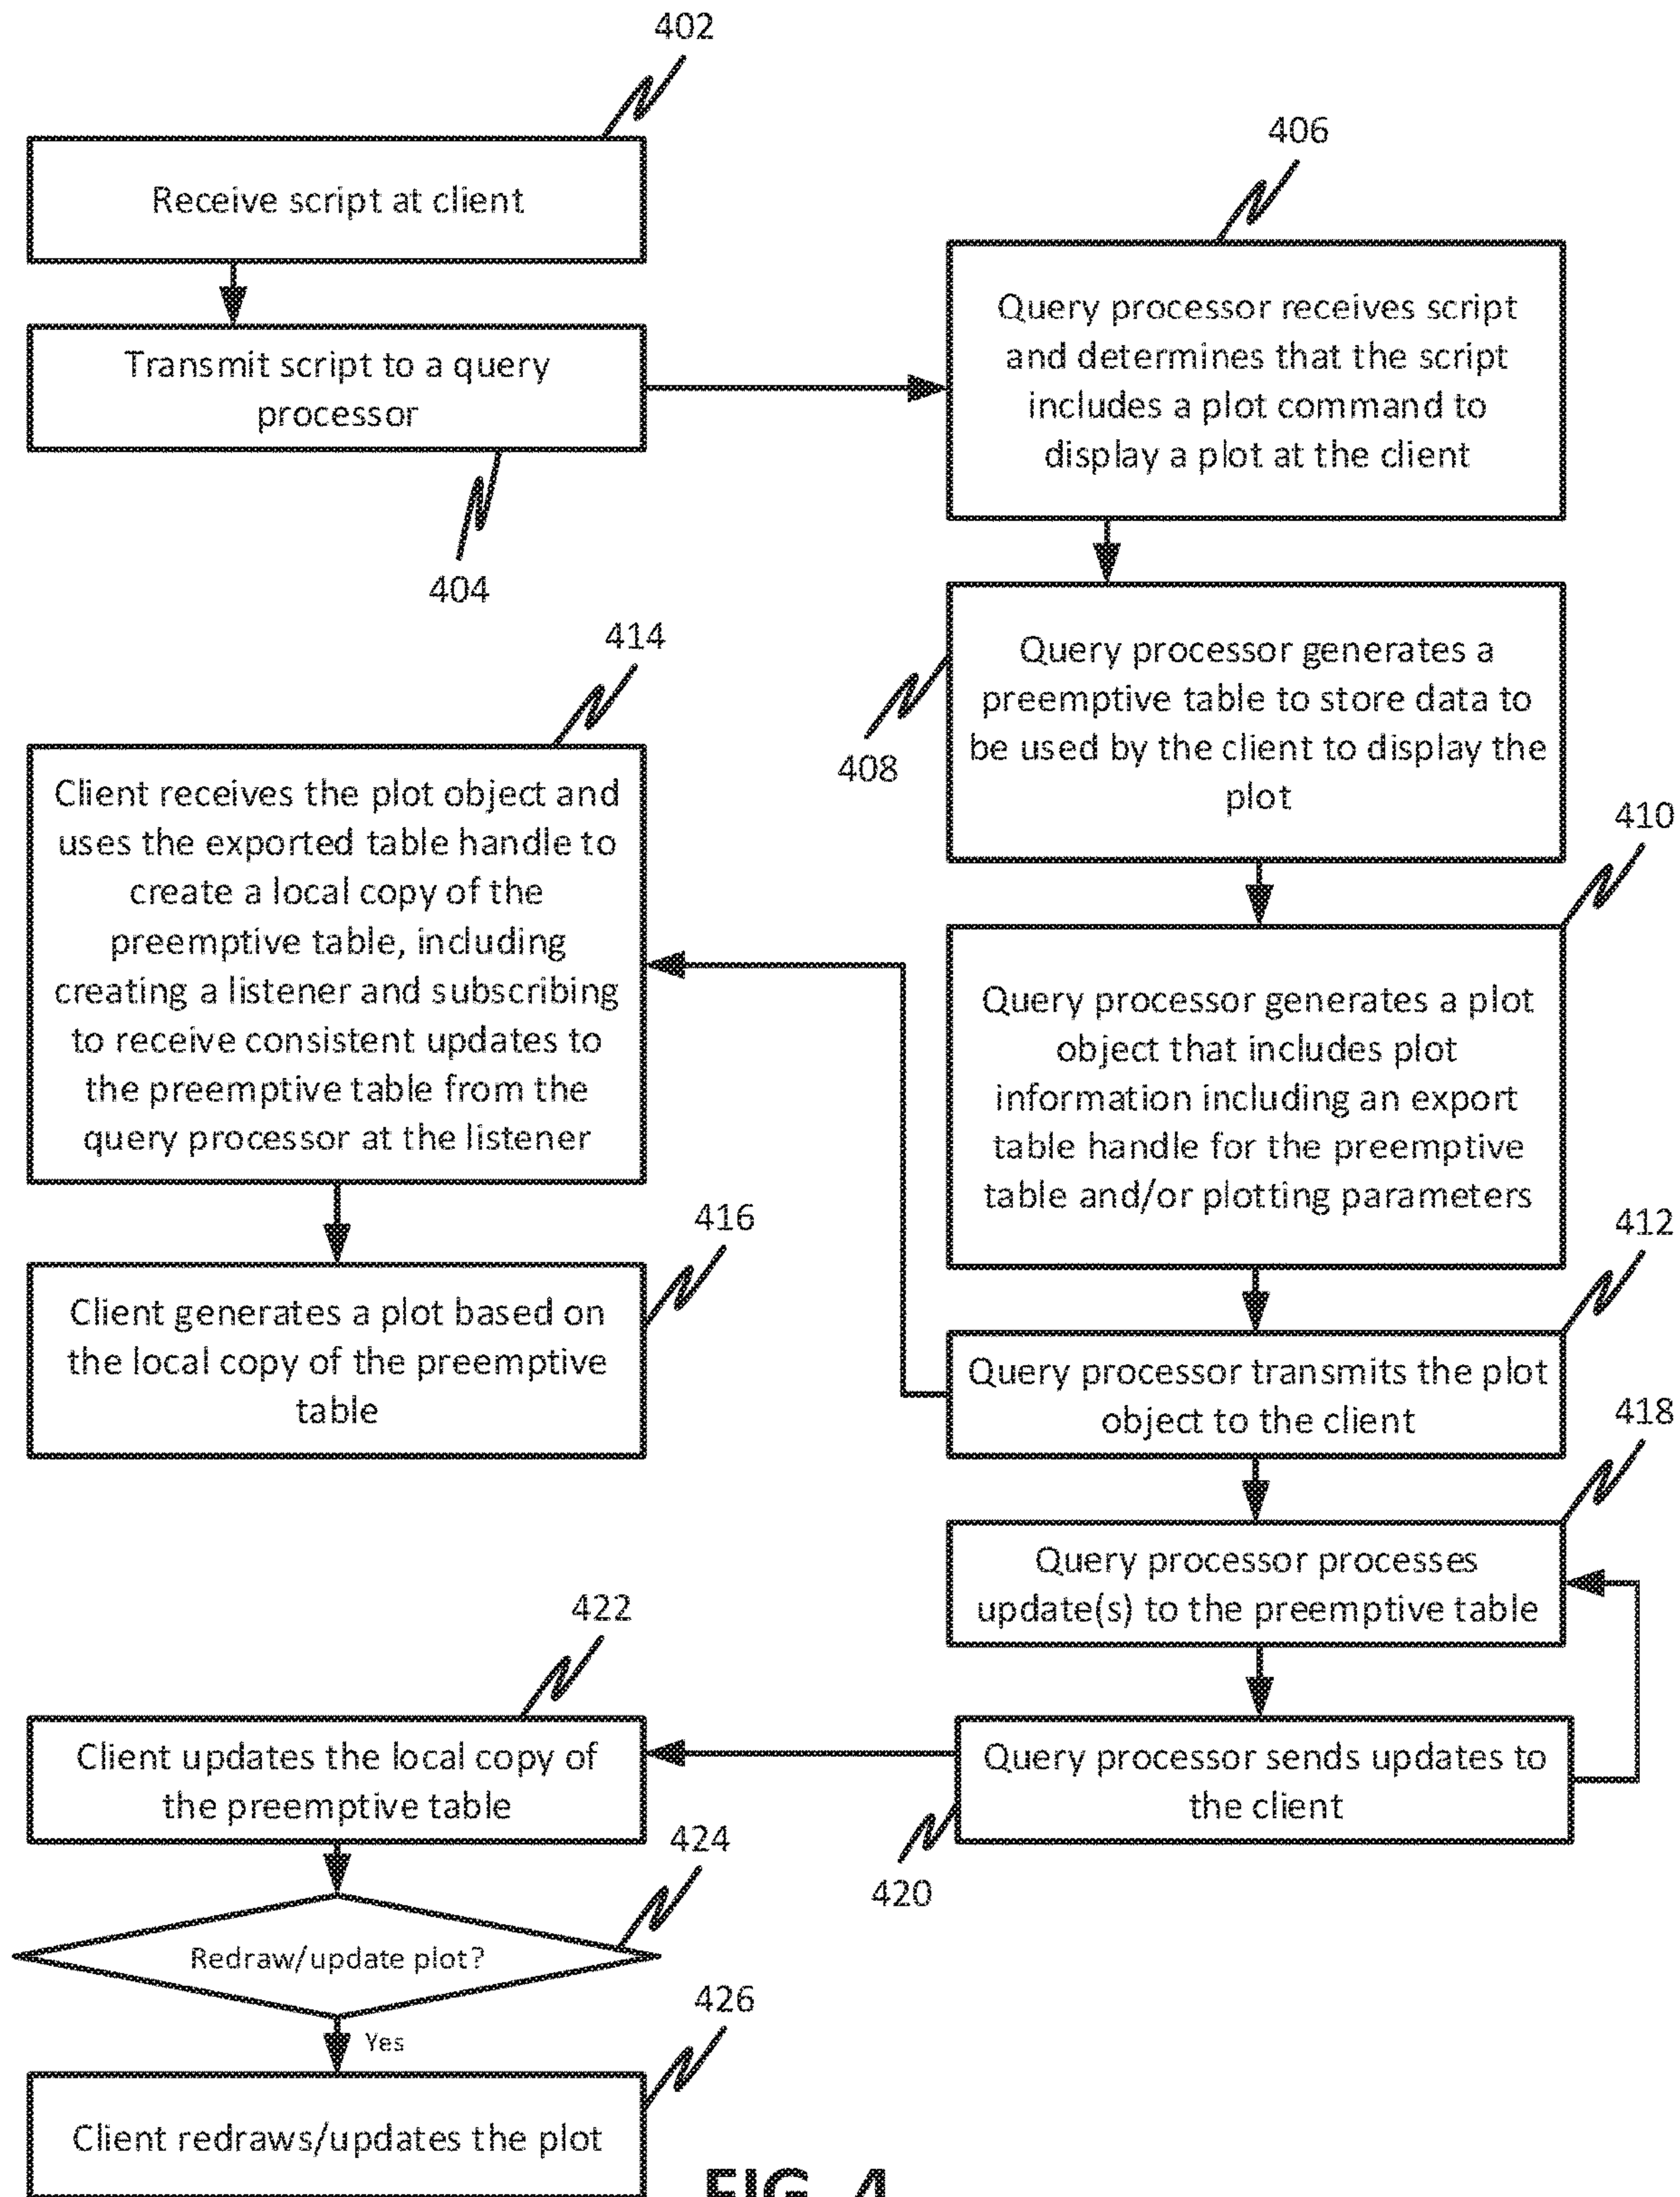 402
Receive script at client
Transmit script to a query
processor
404
406
Query processor receives script
and determines that the script
includes a plot command to
display a plot at the client
408
Query processor generates a
preemptive table to store data to
be used by the client to display the
plot
410
Query processor generates a plot
object that includes plot
information including an export
table handle for the preemptive
table and/or plotting parameters
412
Query processor transmits the plot
object to the client
414
Client receives the plot object and
uses the exported table handle to
create a local copy of the
preemptive table, including
creating a listener and subscribing
to receive consistent updates to
the preemptive table from the
query processor at the listener
416
Client generates a plot based on
the local copy of the preemptive
table
418
Query processor processes
update(s) to the preemptive table
420
Query processor sends updates to
the client
422
Client updates the local copy of
the preemptive table
424
Redraw/update plot?
Yes
426
Client redraws/updates the plot
FIG. 4